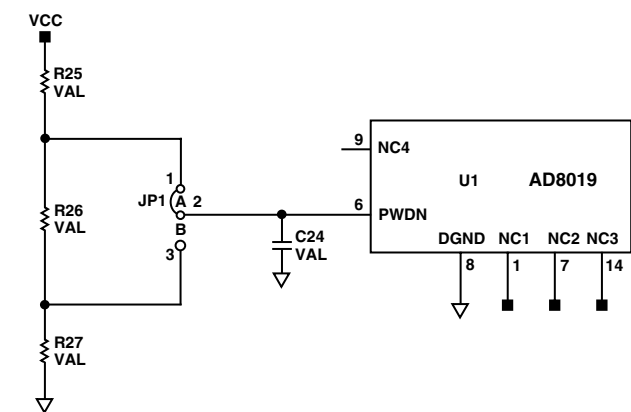 VCC
R25
VAL
R26
VAL
R27
VAL
1
JP1 A 2
B
3
C24
VAL
9
NC4
U1 AD8019
6
PWDN
DGND NC1 NC2 NC3
8 1 7 14